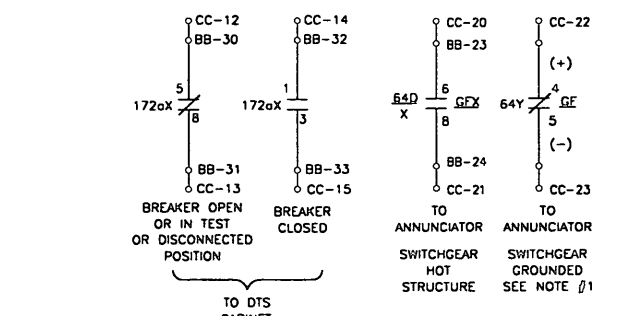 CC-12
BB-30
5
172aX
8
BB-31
CC-13
BREAKER OPEN
OR IN TEST
OR DISCONNECTED
POSITION
CC-14
BB-32
1
172aX
3
BB-33
CC-15
BREAKER
CLOSED
TO DTS
CABINET
CC-20
BB-23
6
64D
X
GFX
8
BB-24
CC-21
TO
ANNUNCIATOR
SWITCHGEAR
HOT
STRUCTURE
CC-22
(+)
4
64Y
GF
5
(-)
CC-23
TO
ANNUNCIATOR
SWITCHGEAR
GROUNDED
SEE NOTE #1